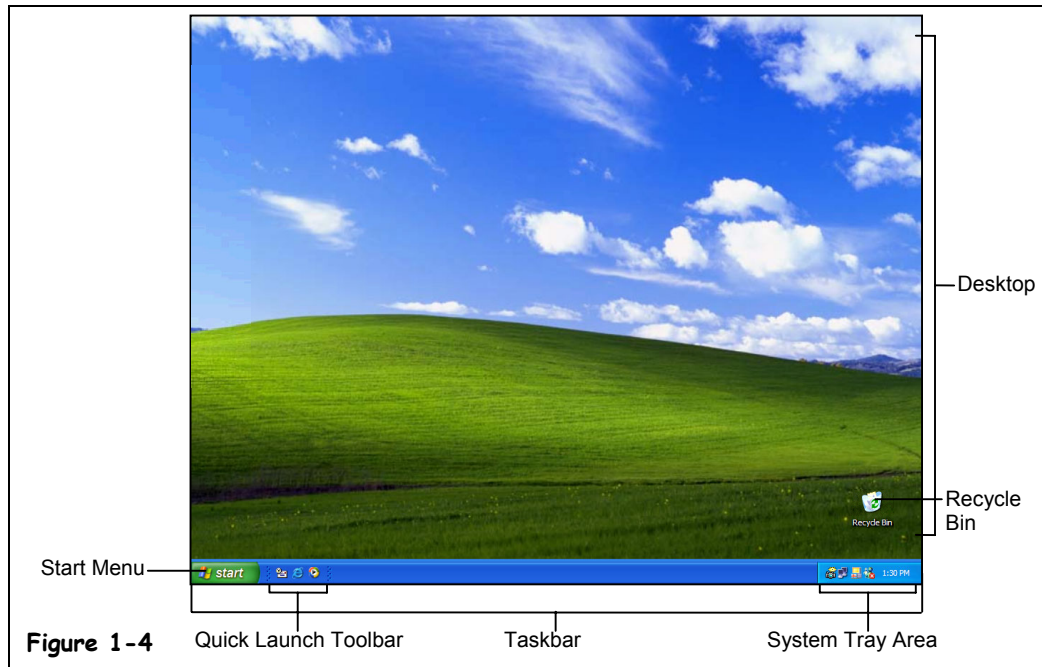 Desktop
Recycle
Bin
Recycle Bin
Start Menu
start
1:30 PM
Figure 1-4
Quick Launch Toolbar
Taskbar
System Tray Area